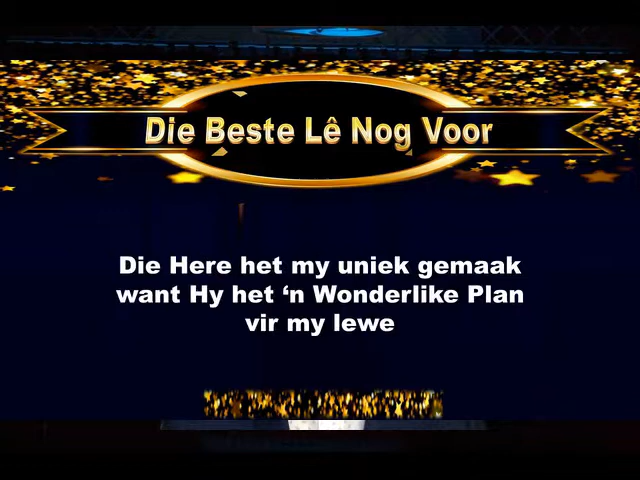 Die Beste Lê Nog Voor
Die Here het my uniek gemaak
want Hy het ‘n Wonderlike Plan
vir my lewe